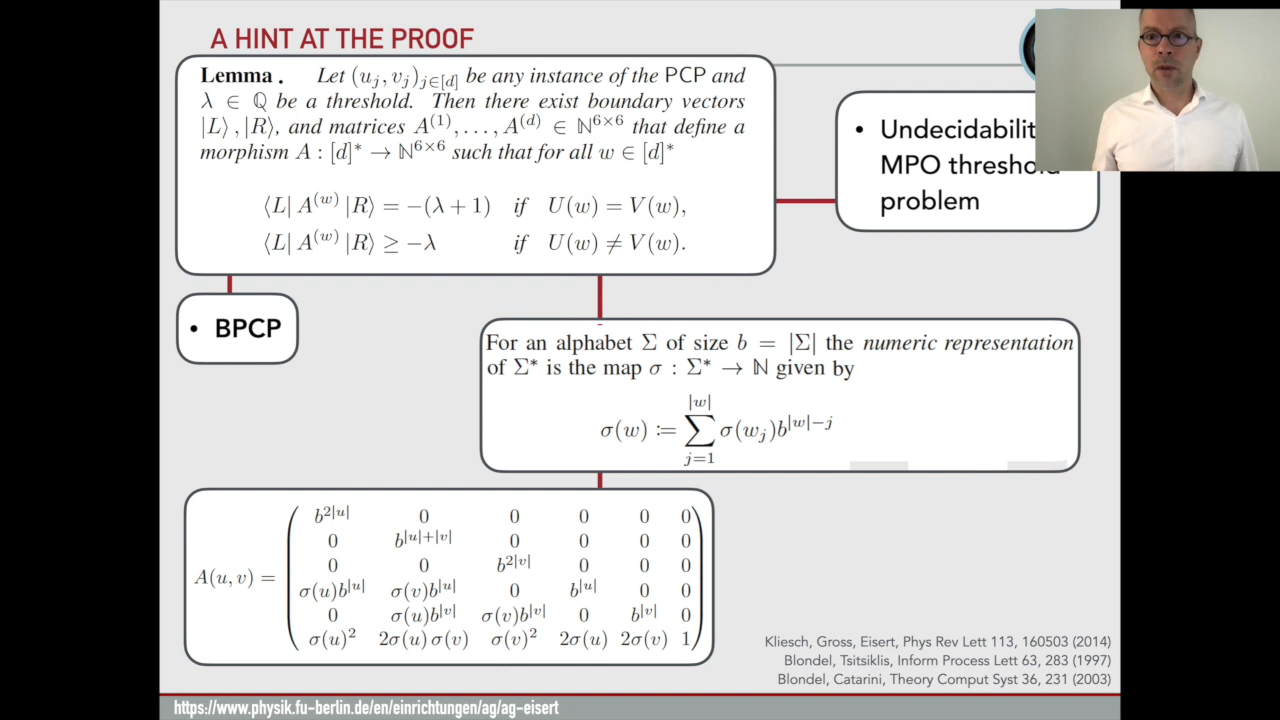 A HINT AT THE PROOF
Lemma . Let (u_j, v_j)_{j∈[d]} be any instance of the PCP and
λ ∈ ℚ be a threshold. Then there exist boundary vectors
|L⟩, |R⟩, and matrices A^{(1)}, …, A^{(d)} ∈ ℕ^{6×6} that define a
morphism A : [d]* → ℕ^{6×6} such that for all w ∈ [d]*
⟨L| A^{(w)} |R⟩ = −(λ + 1) if U(w) = V(w),
⟨L| A^{(w)} |R⟩ ≥ −λ if U(w) ≠ V(w).
• Undecidabilit
MPO thresho
problem
• BPCP
For an alphabet Σ of size b = |Σ| the numeric representation
of Σ* is the map σ : Σ* → ℕ given by
σ(w) := ∑_{j=1}^{|w|} σ(w_j)b^{|w|−j}
A(u, v) =
b^{2|u|} 0 0 0 0 0
0 b^{|u|+|v|} 0 0 0 0
0 0 b^{2|v|} 0 0 0
σ(u)b^{|u|} σ(v)b^{|u|} 0 b^{|u|} 0 0
0 σ(u)b^{|v|} σ(v)b^{|v|} 0 b^{|v|} 0
σ(u)² 2σ(u) σ(v) σ(v)² 2σ(u) 2σ(v) 1
Kliesch, Gross, Eisert, Phys Rev Lett 113, 160503 (2014)
Blondel, Tsitsiklis, Inform Process Lett 63, 283 (1997)
Blondel, Catarini, Theory Comput Syst 36, 231 (2003)
https://www.physik.fu-berlin.de/en/einrichtungen/ag/ag-eisert